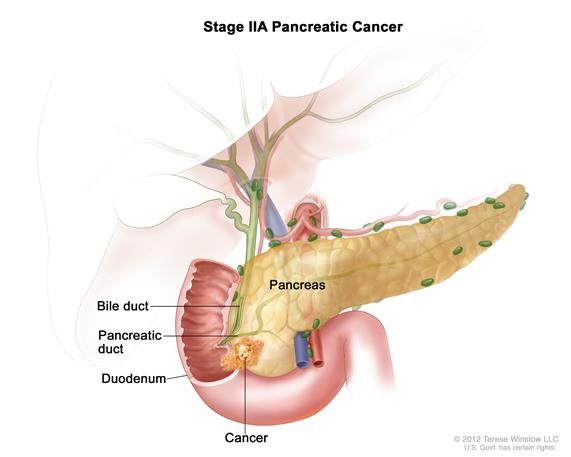 Stage IIA Pancreatic Cancer
Pancreas
Bile duct
Pancreatic
duct
Duodenum
Cancer
© 2012 Terese Winslow LLC
U.S. Govt. has certain rights